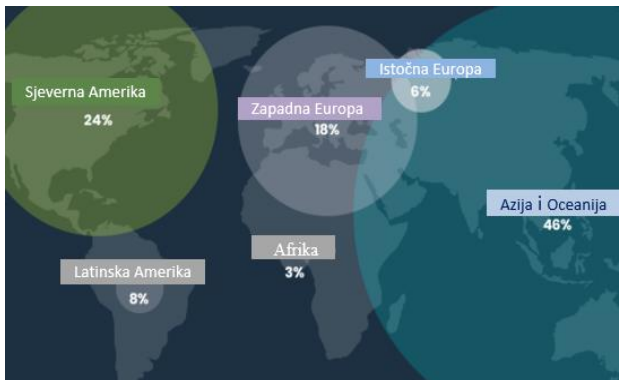 Sjeverna Amerika
24%
Zapadna Europa
18%
Istočna Europa
6%
Azija i Oceanija
46%
Afrika
3%
Latinska Amerika
8%